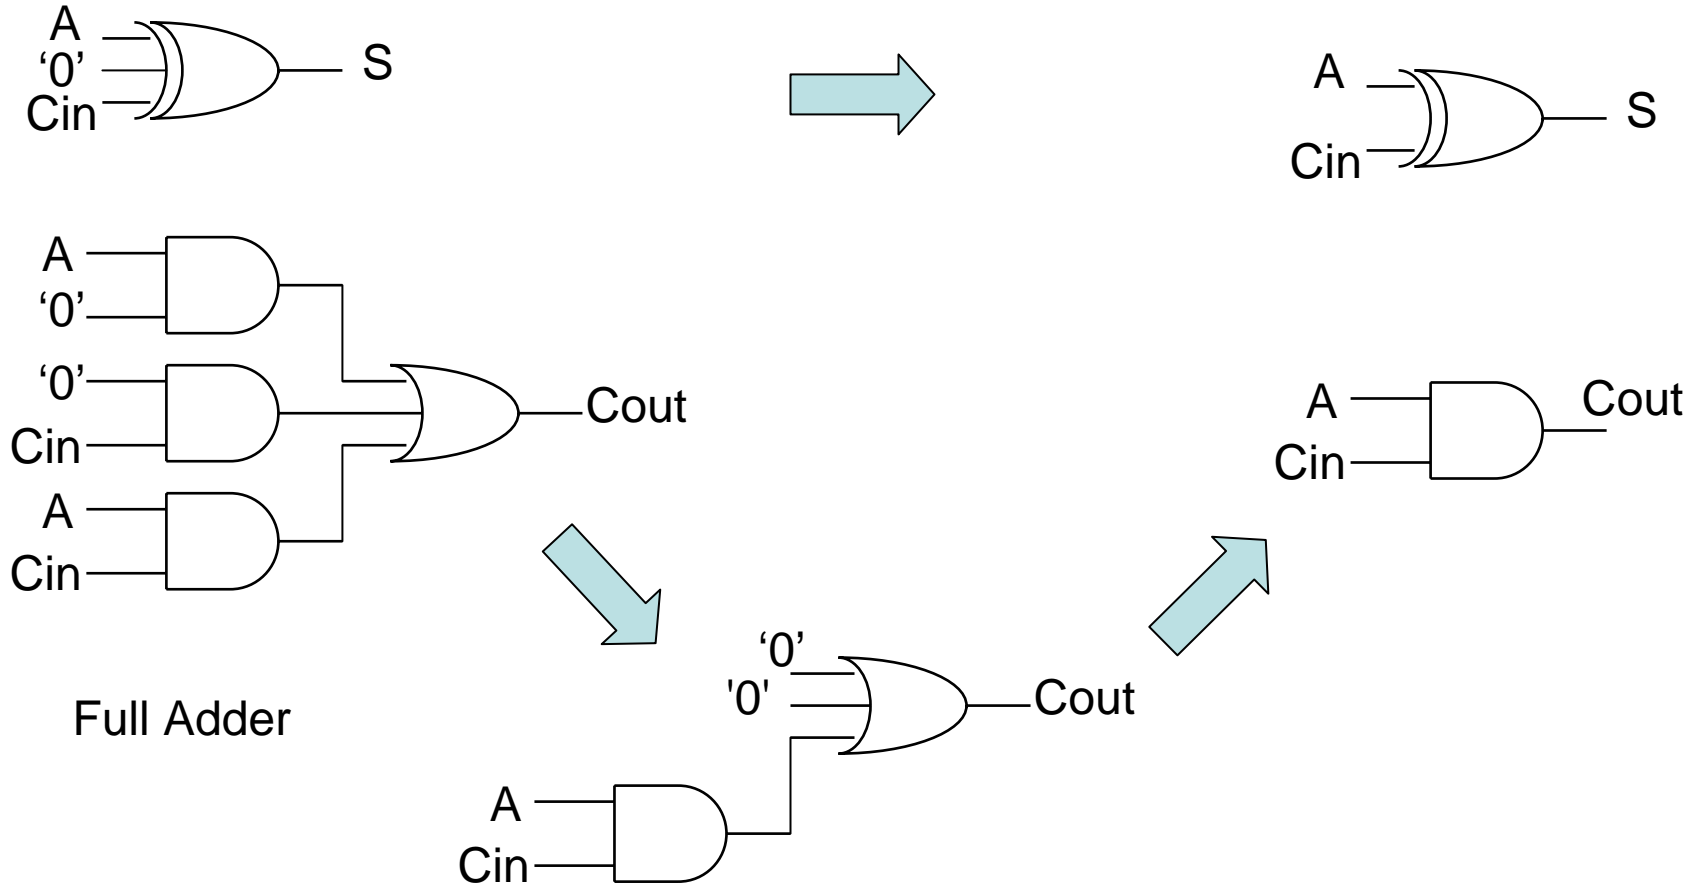 A
‘0’
Cin
S
A
Cin
S
A
‘0’
‘0’
Cin
A
Cin
Cout
A
Cin
Cout
Full Adder
‘0’
'0'
Cout
A
Cin